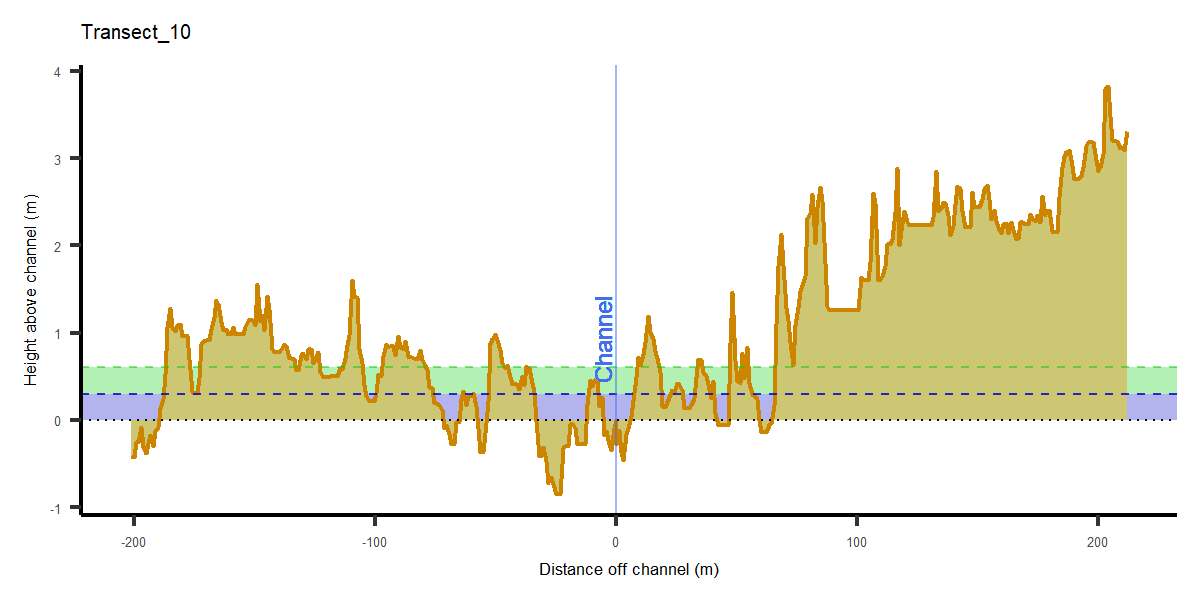 Transect_10
Height above channel (m)
4
3
2
1
0
-1
Channel
-200
-100
0
100
200
Distance off channel (m)